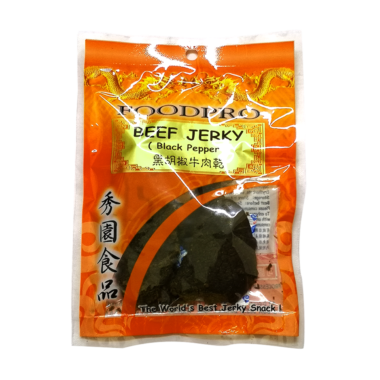 FOODPRO
BEEF JERKY
( Black Pepper
黑胡椒牛肉乾
秀園食品
"The World's Best Jerky Snack !